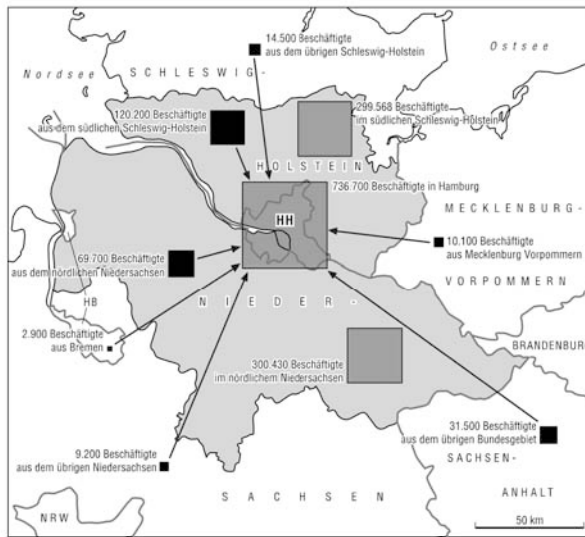 14.500 Beschäftigte
aus dem übrigen Schleswig-Holstein
Ostsee
Nordsee
SCHLESWIG-
120.200 Beschäftigte
aus dem südlichen Schleswig-Holstein
299.568 Beschäftigte
im südlichen Schleswig-Holstein
HOLSTEIN
736.700 Beschäftigte in Hamburg
HH
MECKLENBURG-
10.100 Beschäftigte
aus Mecklenburg Vorpommern
VORPOMMERN
69.700 Beschäftigte
aus dem nördlichen Niedersachsen
HB
NIEDER-
2.900 Beschäftigte
aus Bremen
BRANDENBURG
300.430 Beschäftigte
im nördlichem Niedersachsen
31.500 Beschäftigte
aus dem übrigen Bundesgebiet
9.200 Beschäftigte
aus dem übrigen Niedersachsen
SACHSEN-
ANHALT
SACHSEN
NRW
50 km